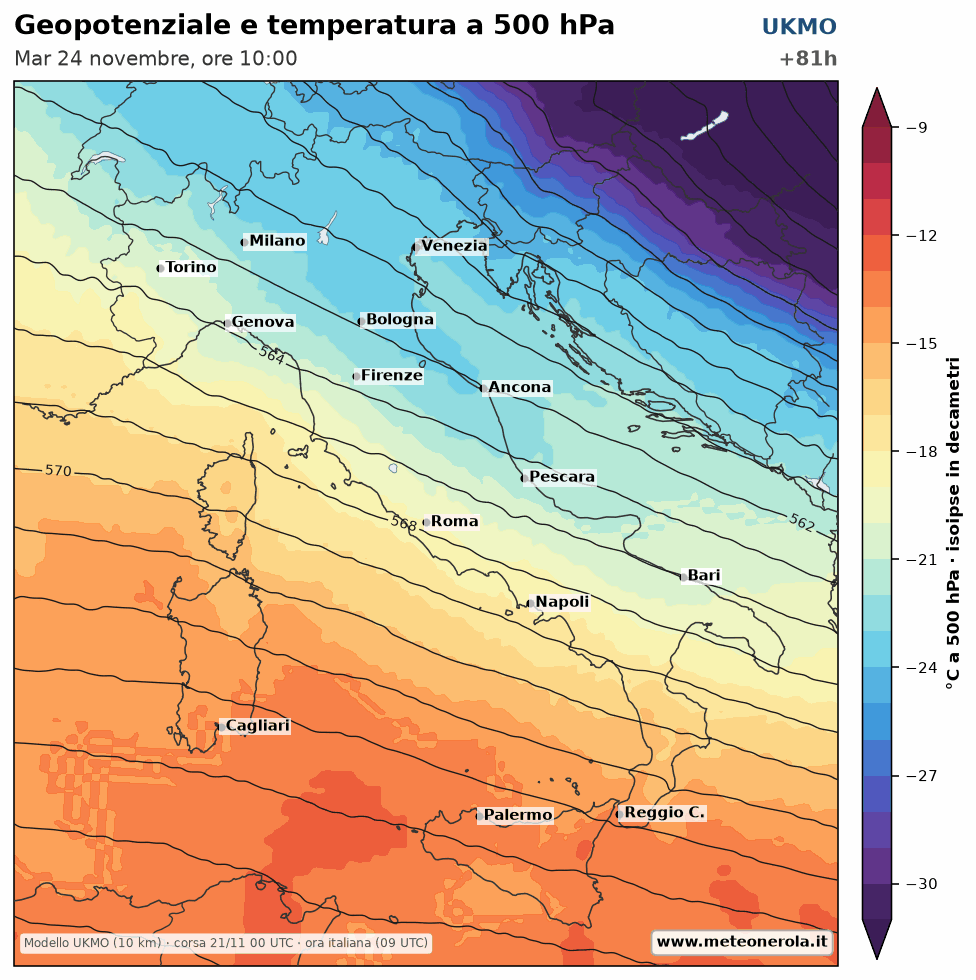 Geopotenziale e temperatura a 500 hPa
UKMO
Mar 24 novembre, ore 10:00
+81h
Milano
Venezia
Torino
Genova
Bologna
564
Firenze
Ancona
570
Pescara
568
Roma
562
Bari
Napoli
Cagliari
Palermo
Reggio C.
−9
−12
−15
−18
−21
−24
−27
−30
°C a 500 hPa · isoipse in decametri
Modello UKMO (10 km) · corsa 21/11 00 UTC · ora italiana (09 UTC)
www.meteonerola.it